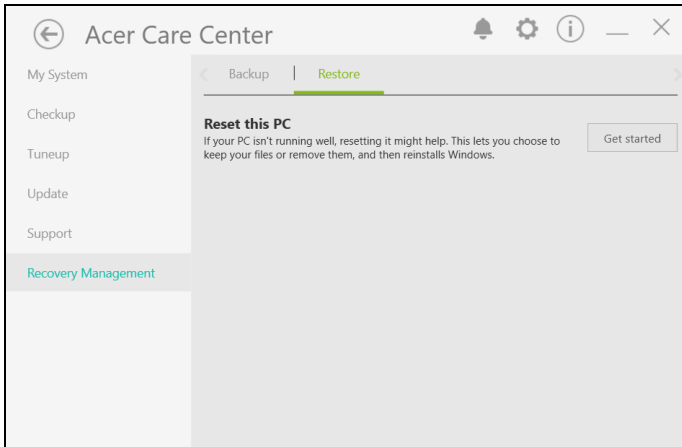 Acer Care Center
My System
Checkup
Tuneup
Update
Support
Recovery Management
Backup
Restore
Reset this PC
If your PC isn't running well, resetting it might help. This lets you choose to
keep your files or remove them, and then reinstalls Windows.
Get started